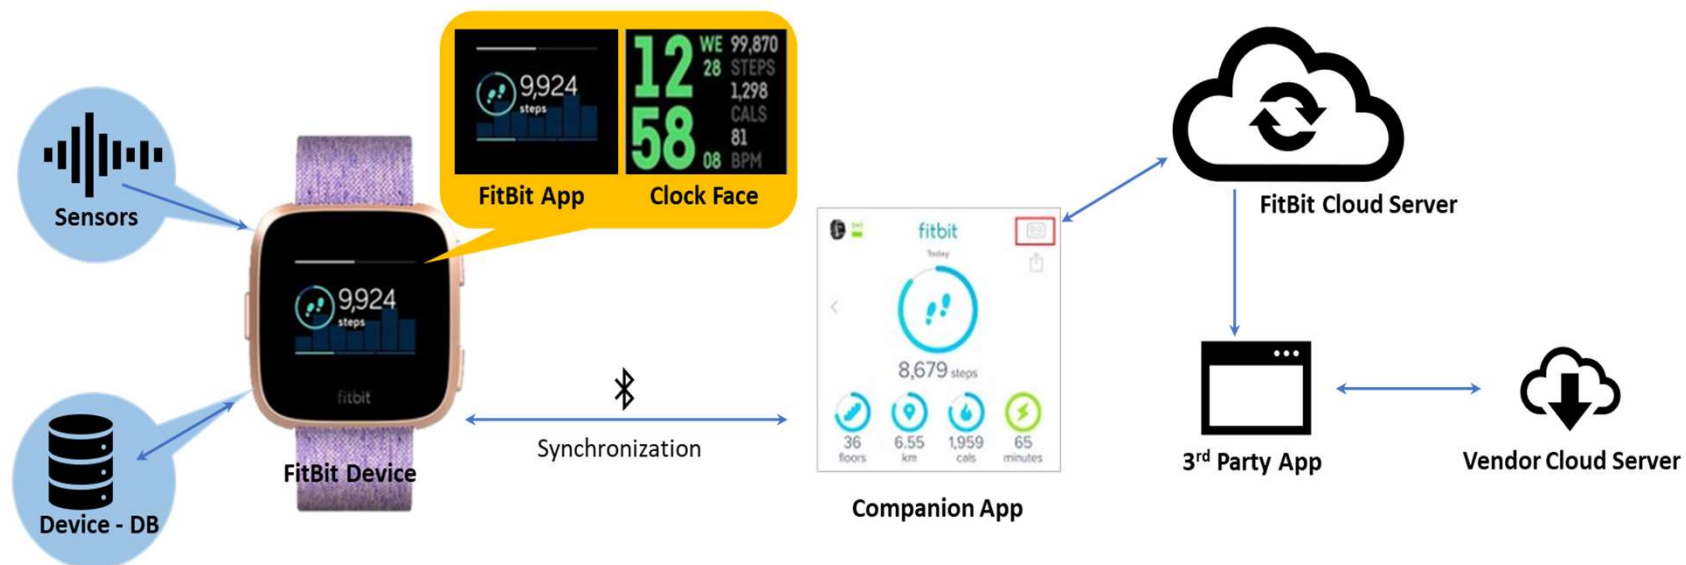 Sensors
Device - DB
9,924
steps
fitbit
FitBit Device
9,924
steps
FitBit App
12
58
WE
28
08
99,870
STEPS
1,298
CALS
81
BPM
Clock Face
Synchronization
fitbit
Today
8,679 steps
36
floors
6.55
km
1,959
cals
65
minutes
Companion App
FitBit Cloud Server
3rd Party App
Vendor Cloud Server